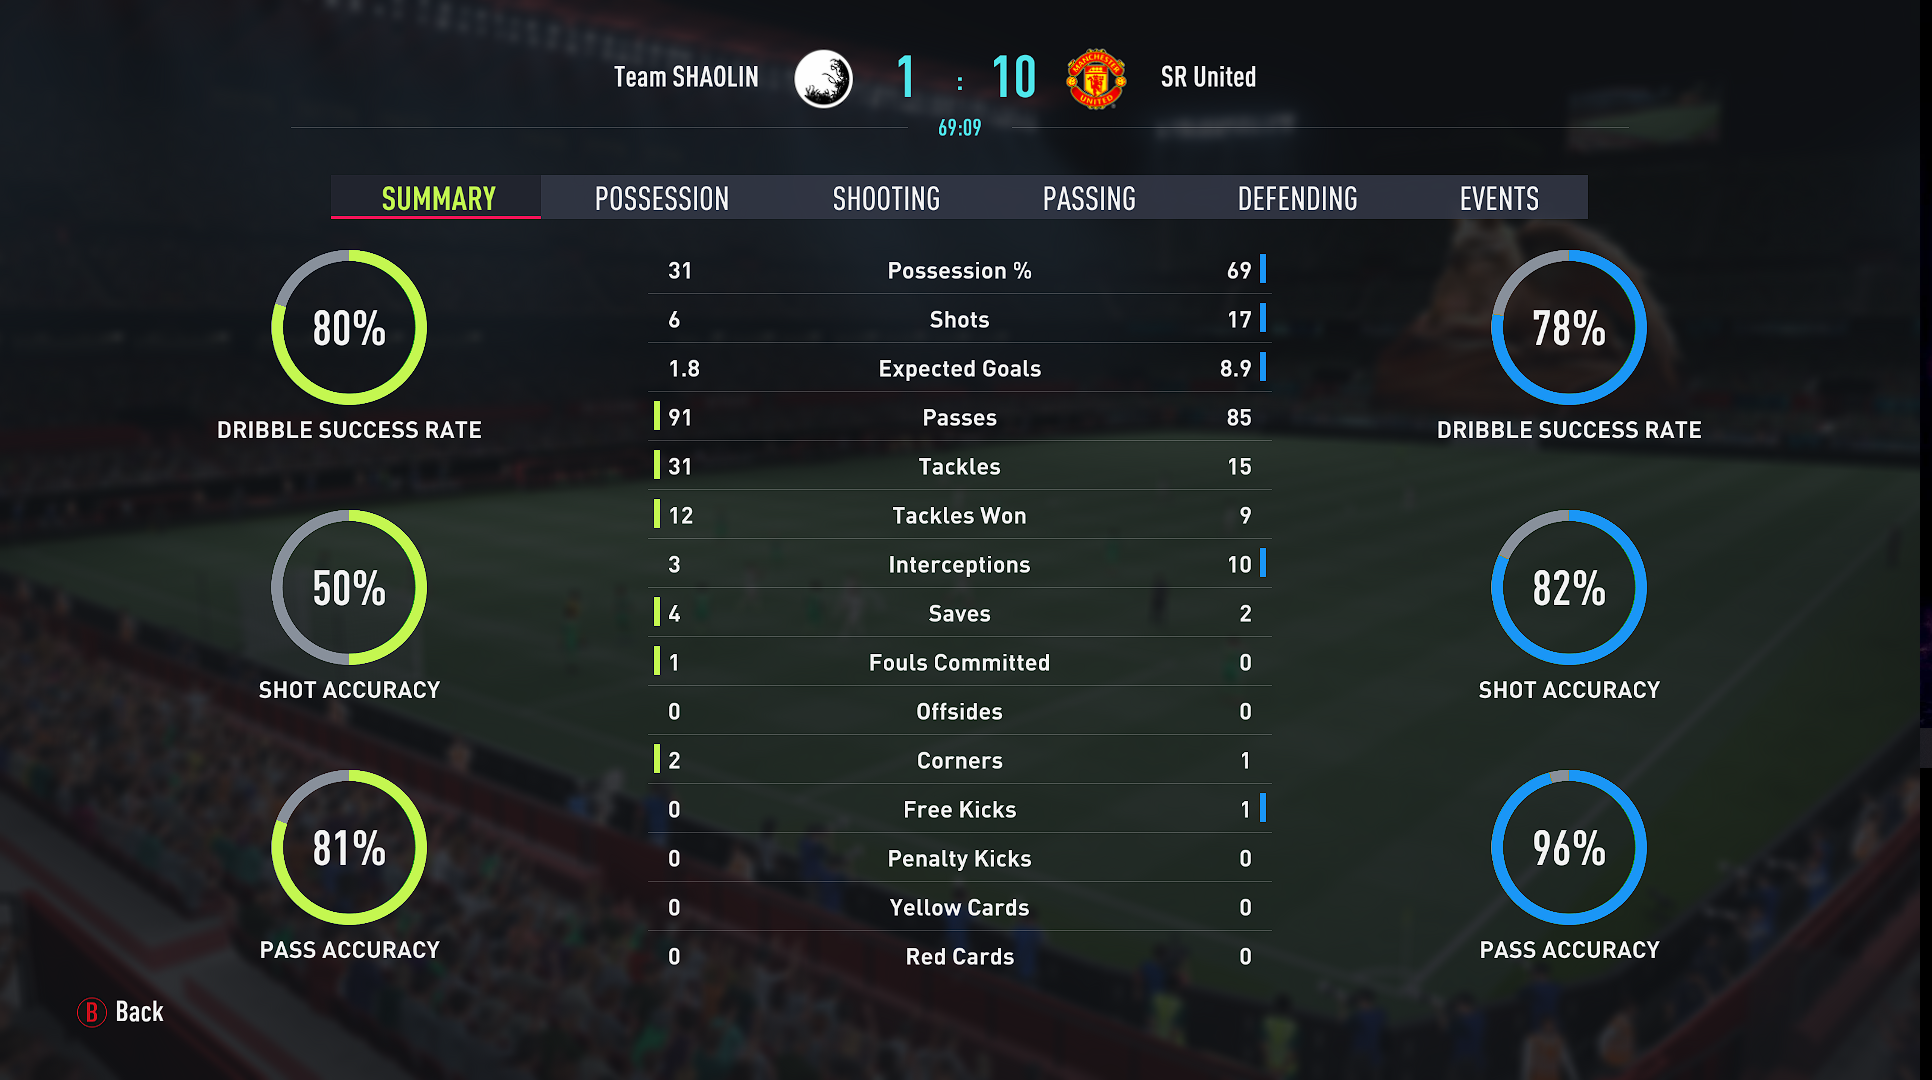 Team SHAOLIN 1 : 10 SR United
MANCHESTER
UNITED
69:09
SUMMARY POSSESSION SHOOTING PASSING DEFENDING EVENTS
80%
DRIBBLE SUCCESS RATE
50%
SHOT ACCURACY
81%
PASS ACCURACY
31 Possession % 69
6 Shots 17
1.8 Expected Goals 8.9
91 Passes 85
31 Tackles 15
12 Tackles Won 9
3 Interceptions 10
4 Saves 2
1 Fouls Committed 0
0 Offsides 0
2 Corners 1
0 Free Kicks 1
0 Penalty Kicks 0
0 Yellow Cards 0
0 Red Cards 0
78%
DRIBBLE SUCCESS RATE
82%
SHOT ACCURACY
96%
PASS ACCURACY
B Back